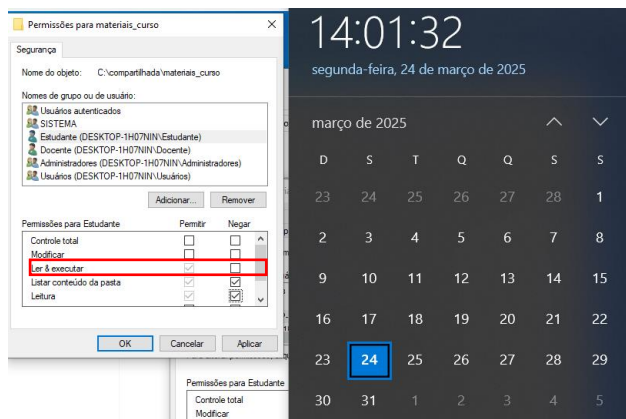 Permissões para materiais_curso
Segurança
Nome do objeto: C:\compartilhada\materiais_curso
Nomes de grupo ou de usuário:
Usuários autenticados
SISTEMA
Estudante (DESKTOP-1H07NIN\Estudante)
Docente (DESKTOP-1H07NIN\Docente)
Administradores (DESKTOP-1H07NIN\Administradores)
Usuários (DESKTOP-1H07NIN\Usuários)
Adicionar... Remover
Permissões para Estudante Permitir Negar
Controle total
Modificar
Ler & executar
Listar conteúdo da pasta
Leitura
OK Cancelar Aplicar
Permissões para Estudante
Controle total
Modificar
14:01:32
segunda-feira, 24 de março de 2025
março de 2025
D S T Q Q S S
23 24 25 26 27 28 1
2 3 4 5 6 7 8
9 10 11 12 13 14 15
16 17 18 19 20 21 22
23 24 25 26 27 28 29
30 31 1 2 3 4 5